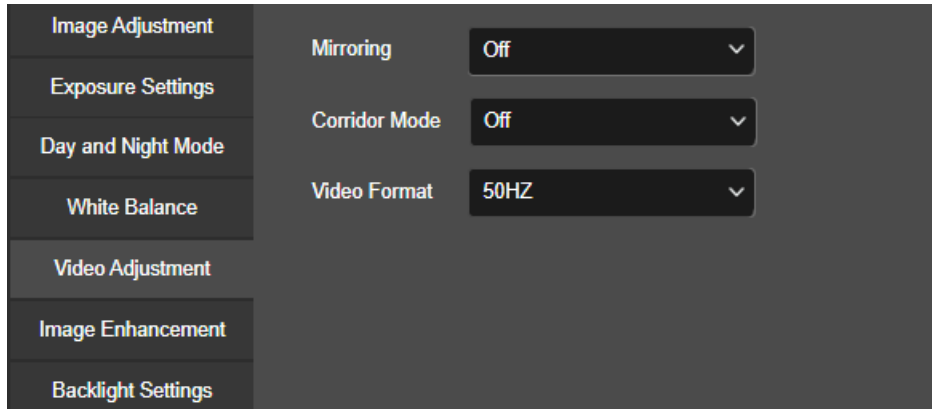 Image Adjustment
Exposure Settings
Day and Night Mode
White Balance
Video Adjustment
Image Enhancement
Backlight Settings
Mirroring Off
Corridor Mode Off
Video Format 50HZ